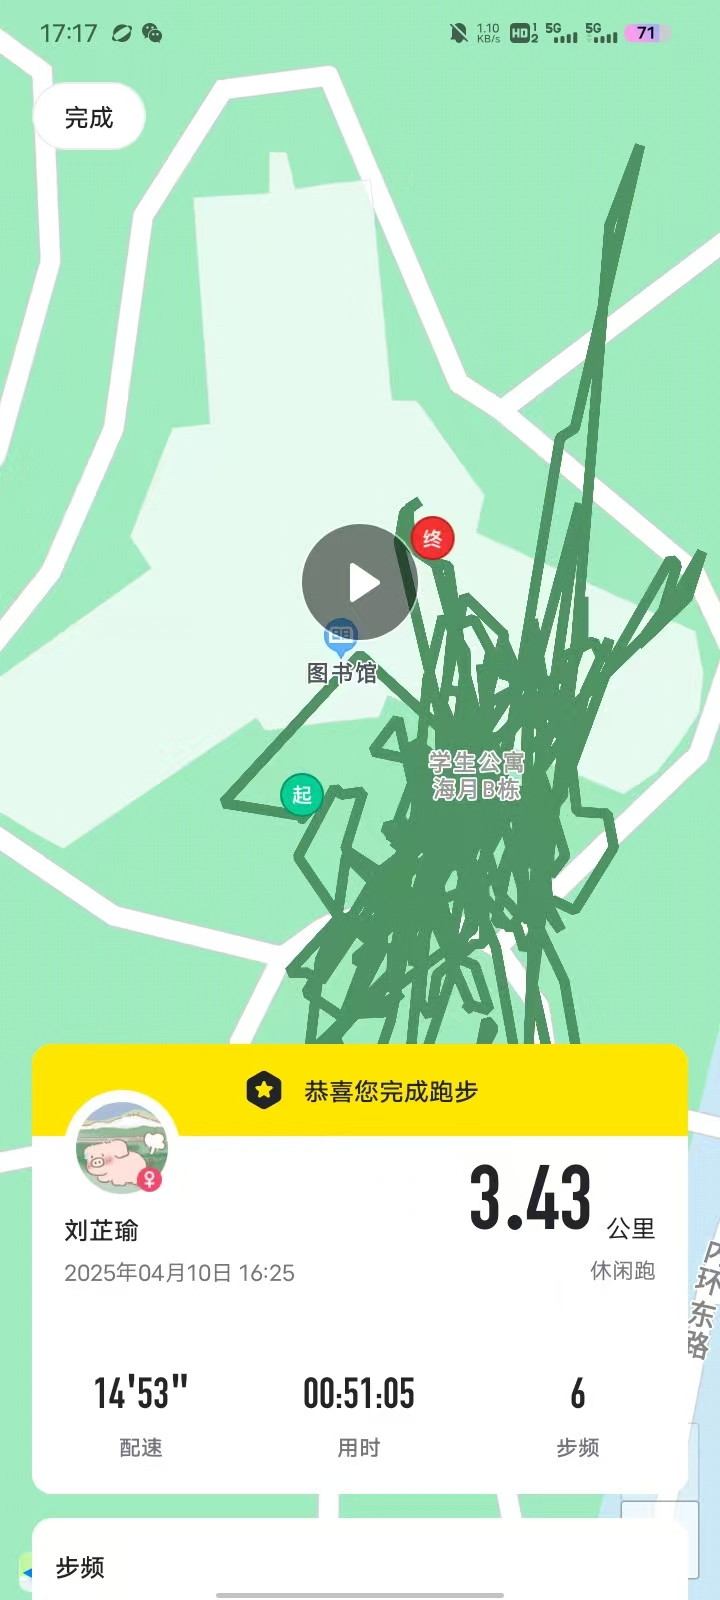 17:17
1.10 KB/s HD 1 2 5G 5G 71
完成
终
图书馆
学生公寓
海月B栋
起
恭喜您完成跑步
3.43 公里
刘芷瑜
2025年04月10日 16:25
休闲跑
内环东路
14'53" 00:51:05 6
配速 用时 步频
步频